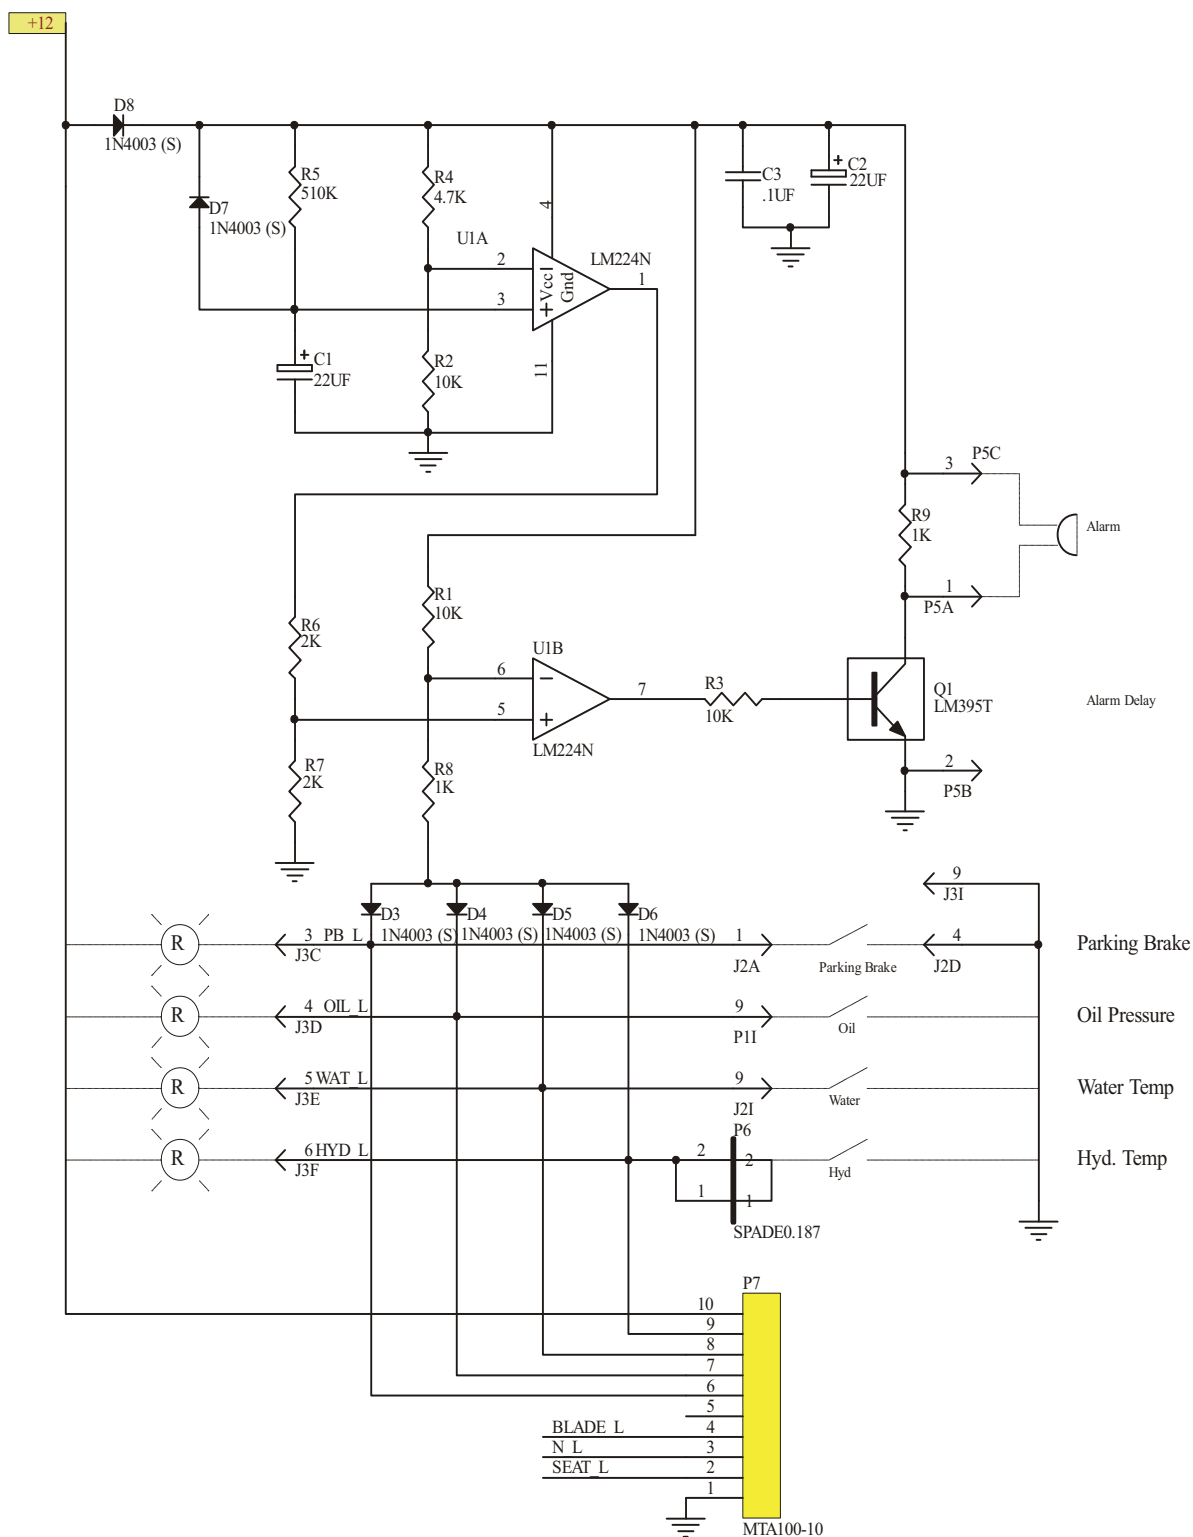 +12
D8
1N4003 (S)
R5
510K
R4
4.7K
C3
.1UF
C2
+
22UF
D7
1N4003 (S)
4
U1A
LM224N
2
Vcc
Gnd
1
3
+
C1
+
22UF
R2
10K
11
3
P5C
R9
1K
Alarm
1
P5A
R1
10K
R6
2K
U1B
6
−
7
R3
10K
Q1
LM395T
Alarm Delay
5
+
LM224N
R7
2K
R8
1K
2
P5B
9
J3I
D3
D4
D5
D6
1N4003 (S)
1N4003 (S)
1N4003 (S)
1N4003 (S)
R
3
PB_L
J3C
1
J2A
Parking Brake
4
J2D
Parking Brake
R
4
OIL_L
J3D
9
P1I
Oil
Oil Pressure
R
5
WAT_L
J3E
9
J2I
Water
Water Temp
P6
R
6
HYD_L
J3F
2
2
Hyd
Hyd. Temp
1
1
SPADE0.187
P7
10
9
8
7
6
5
BLADE_L
4
N_L
3
SEAT_L
2
1
MTA100-10